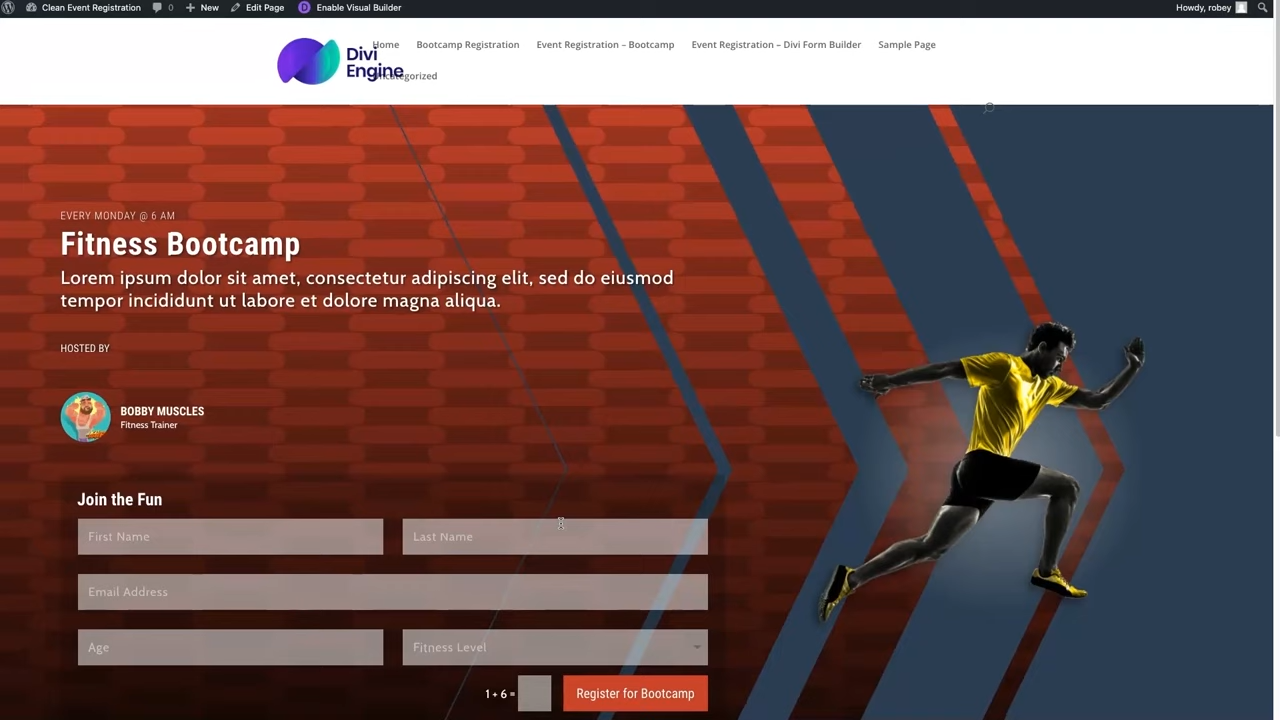 Clean Event Registration 0 New Edit Page D Enable Visual Builder Howdy, robey
Divi Engine
Home Bootcamp Registration Event Registration – Bootcamp Event Registration – Divi Form Builder Sample Page
Uncategorized
EVERY MONDAY @ 6 AM
Fitness Bootcamp
Lorem ipsum dolor sit amet, consectetur adipiscing elit, sed do eiusmod
tempor incididunt ut labore et dolore magna aliqua.
HOSTED BY
BOBBY MUSCLES
Fitness Trainer
Join the Fun
First Name Last Name
Email Address
Age Fitness Level
1 + 6 = Register for Bootcamp